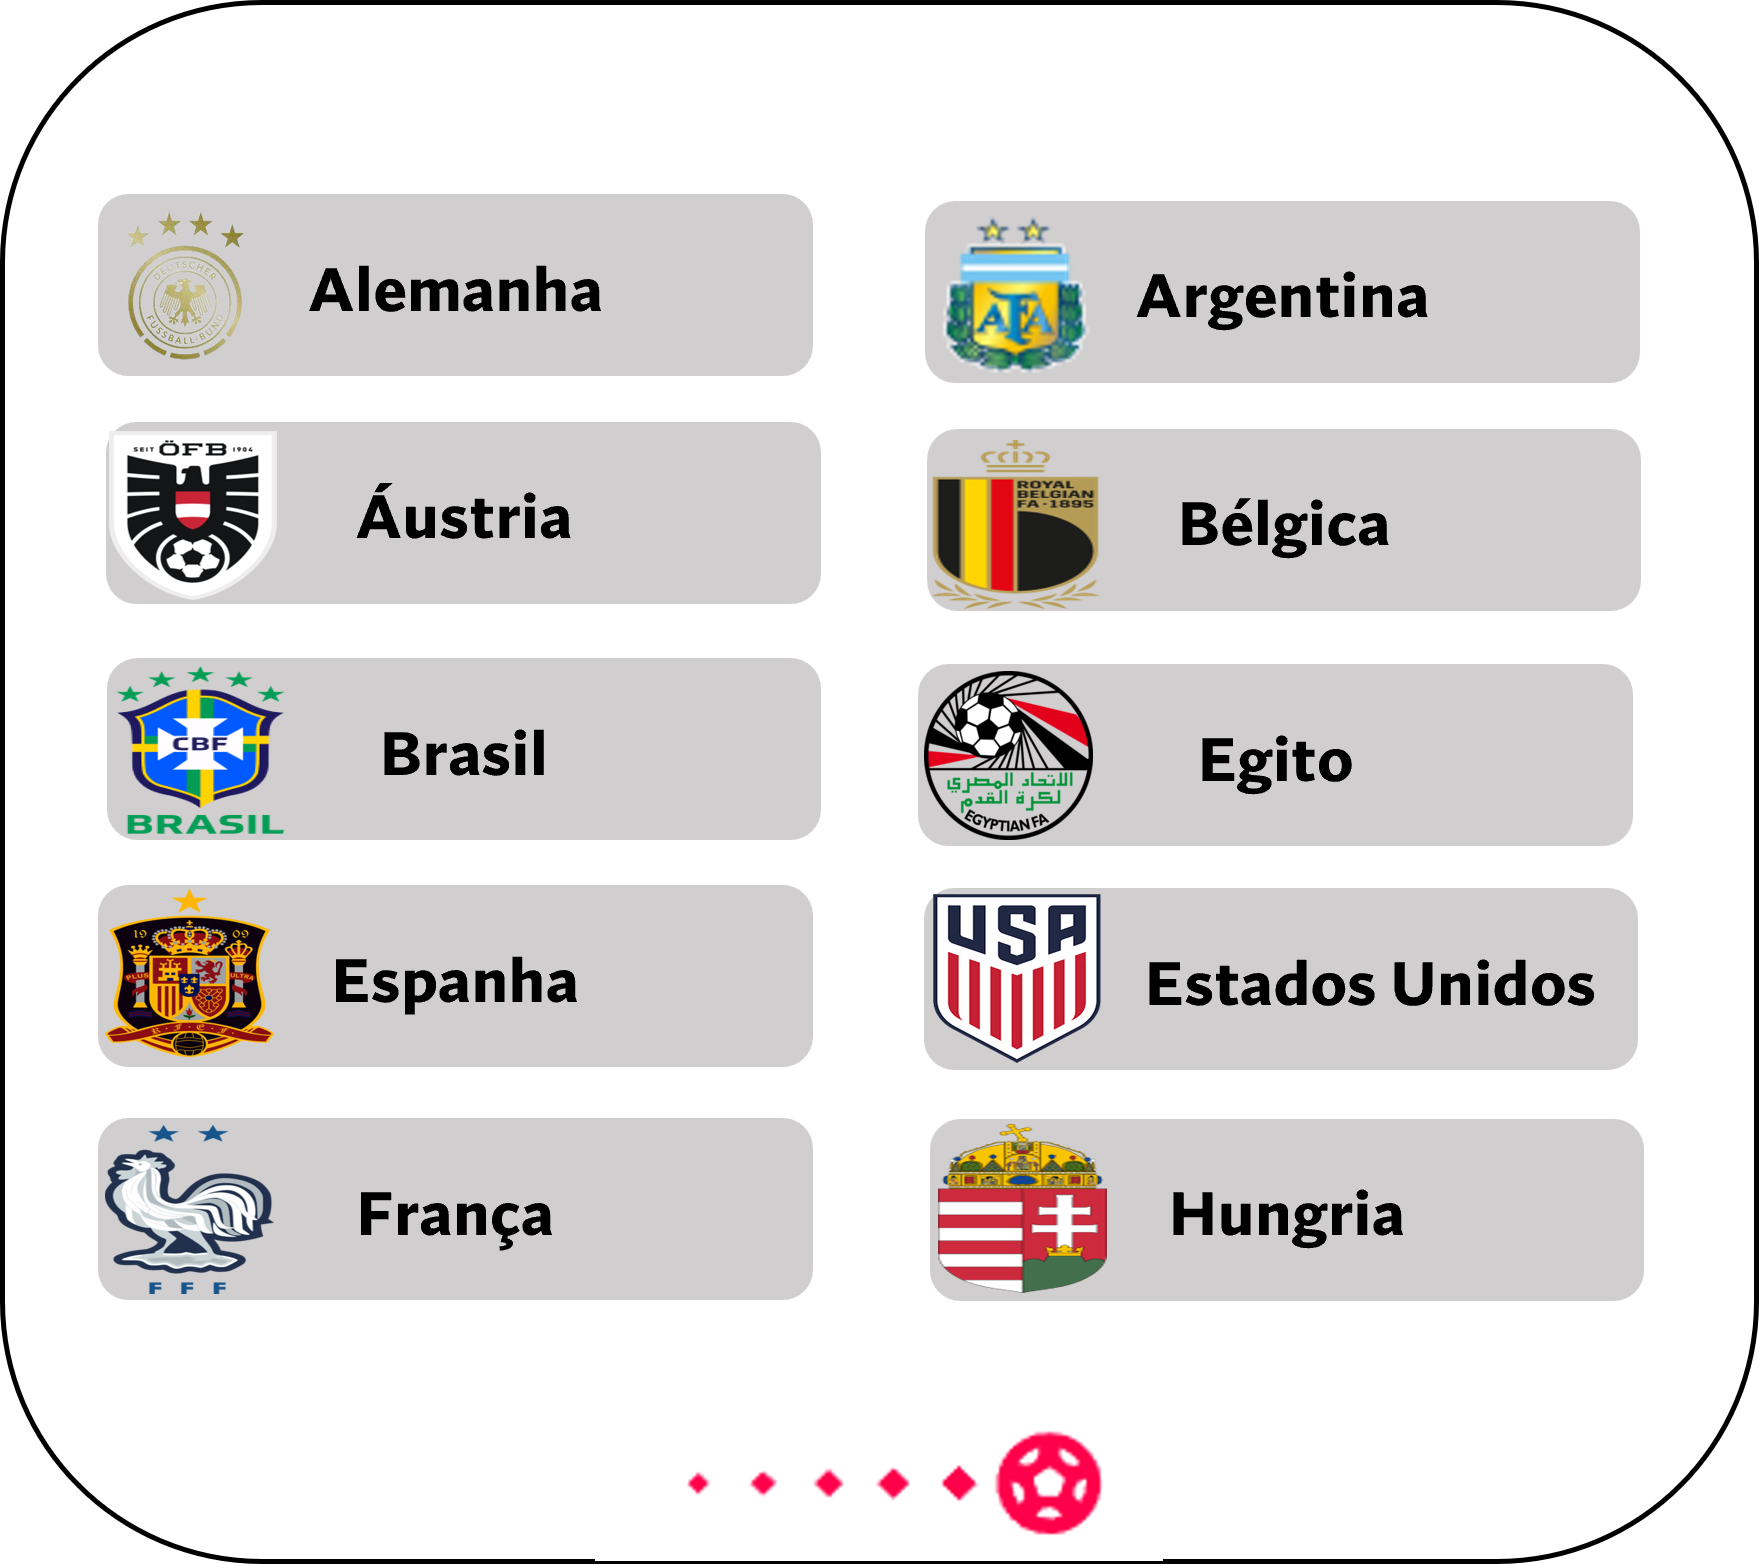 Alemanha
DEUTSCHER
FUSSBALL-BUND
Argentina
AFA
SEIT ÖFB 1904
Áustria
ROYAL
BELGIAN
FA·1895
Bélgica
CBF
BRASIL
Brasil
الاتحاد المصري
لكرة القدم
EGYPTIAN FA
Egito
19 09
PLUS ULTRA
R·F·E·F·
Espanha
USA
Estados Unidos
F F F
França
Hungria